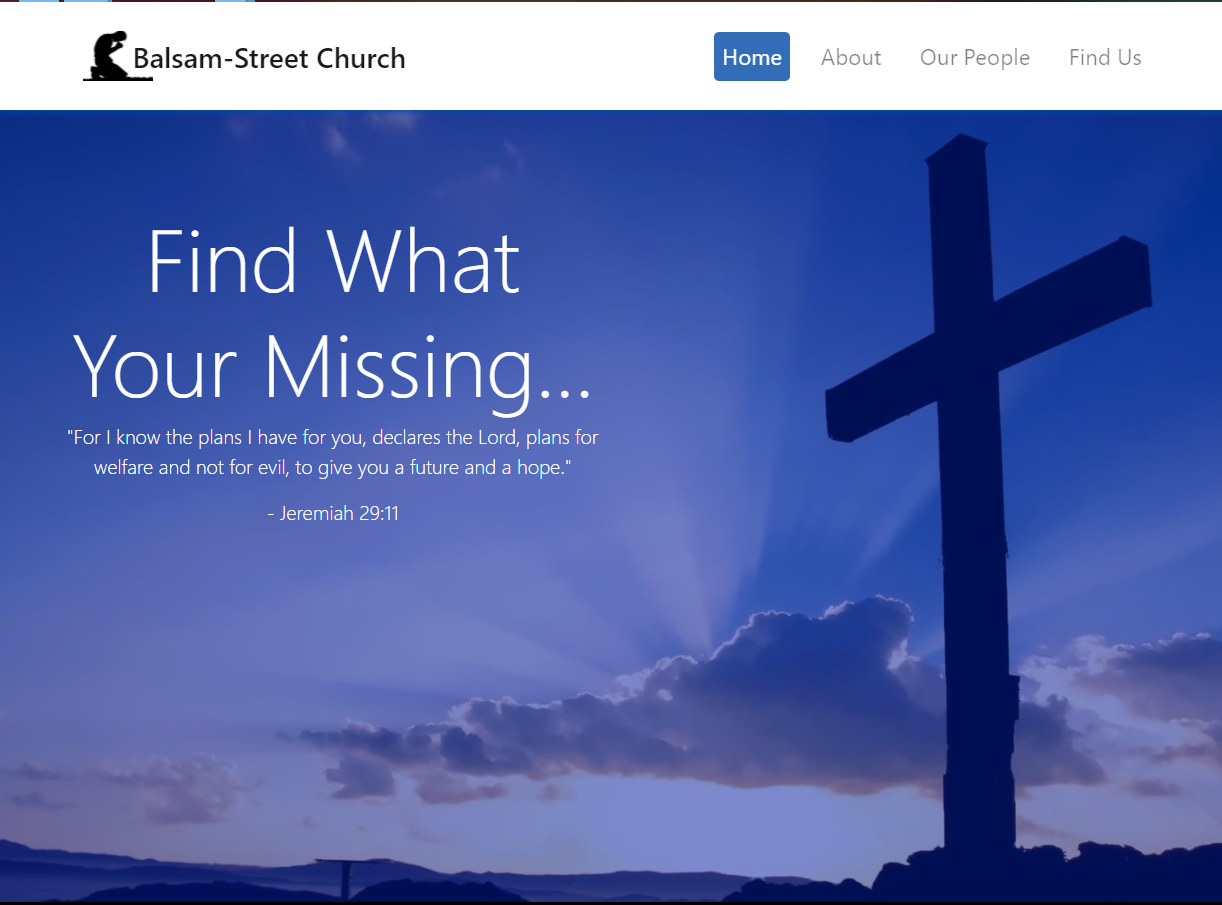 Balsam-Street Church
Home About Our People Find Us
Find What
Your Missing...
"For I know the plans I have for you, declares the Lord, plans for
welfare and not for evil, to give you a future and a hope."
- Jeremiah 29:11